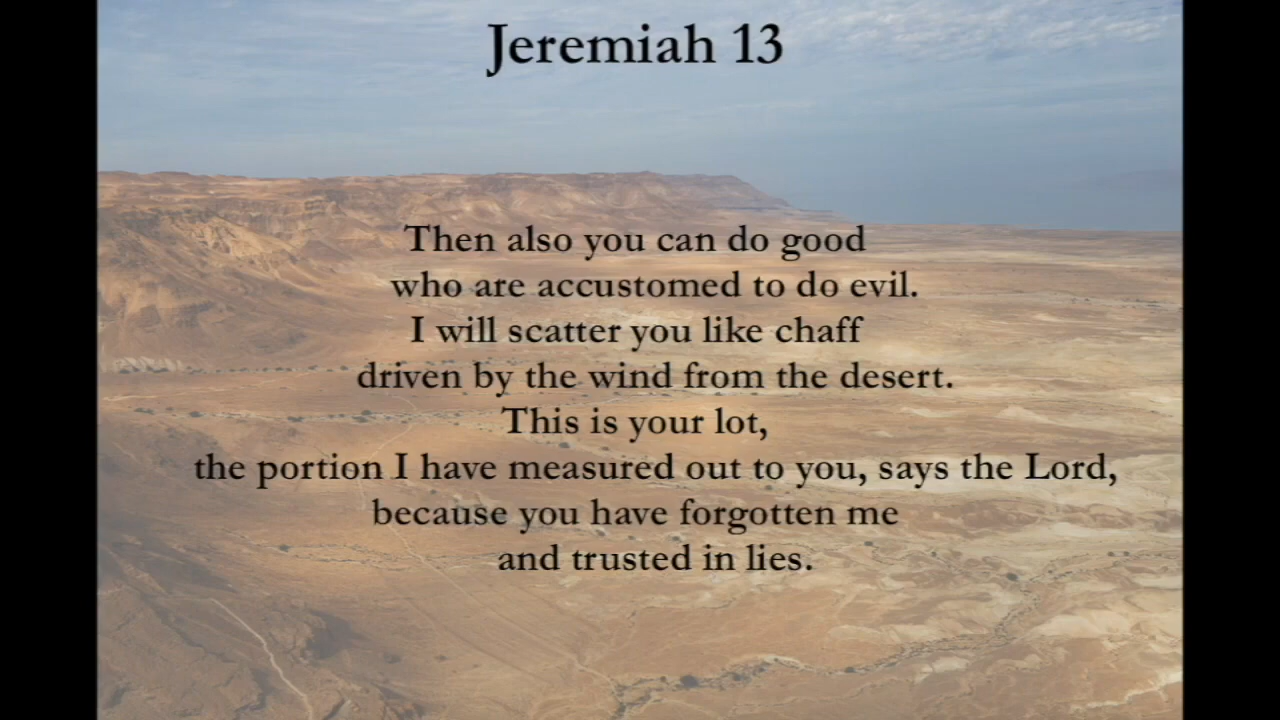 Jeremiah 13
Then also you can do good
who are accustomed to do evil.
I will scatter you like chaff
driven by the wind from the desert.
This is your lot,
the portion I have measured out to you, says the Lord,
because you have forgotten me
and trusted in lies.